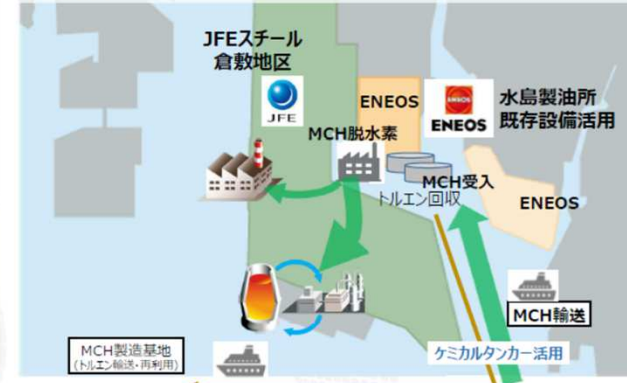 JFEスチール
倉敷地区
JFE
ENEOS
ENEOS
ENEOS
水島製油所
既存設備活用
MCH脱水素
MCH受入
トルエン回収
ENEOS
MCH輸送
MCH製造基地
(トルエン輸送・再利用)
ケミカルタンカー活用